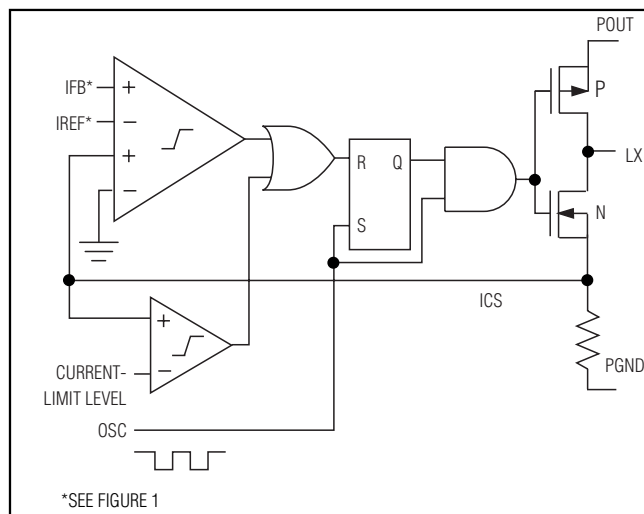 POUT
IFB*
+
P
IREF*
−
+
R
Q
LX
−
N
S
ICS
+
PGND
CURRENT-
−
LIMIT LEVEL
OSC
*SEE FIGURE 1